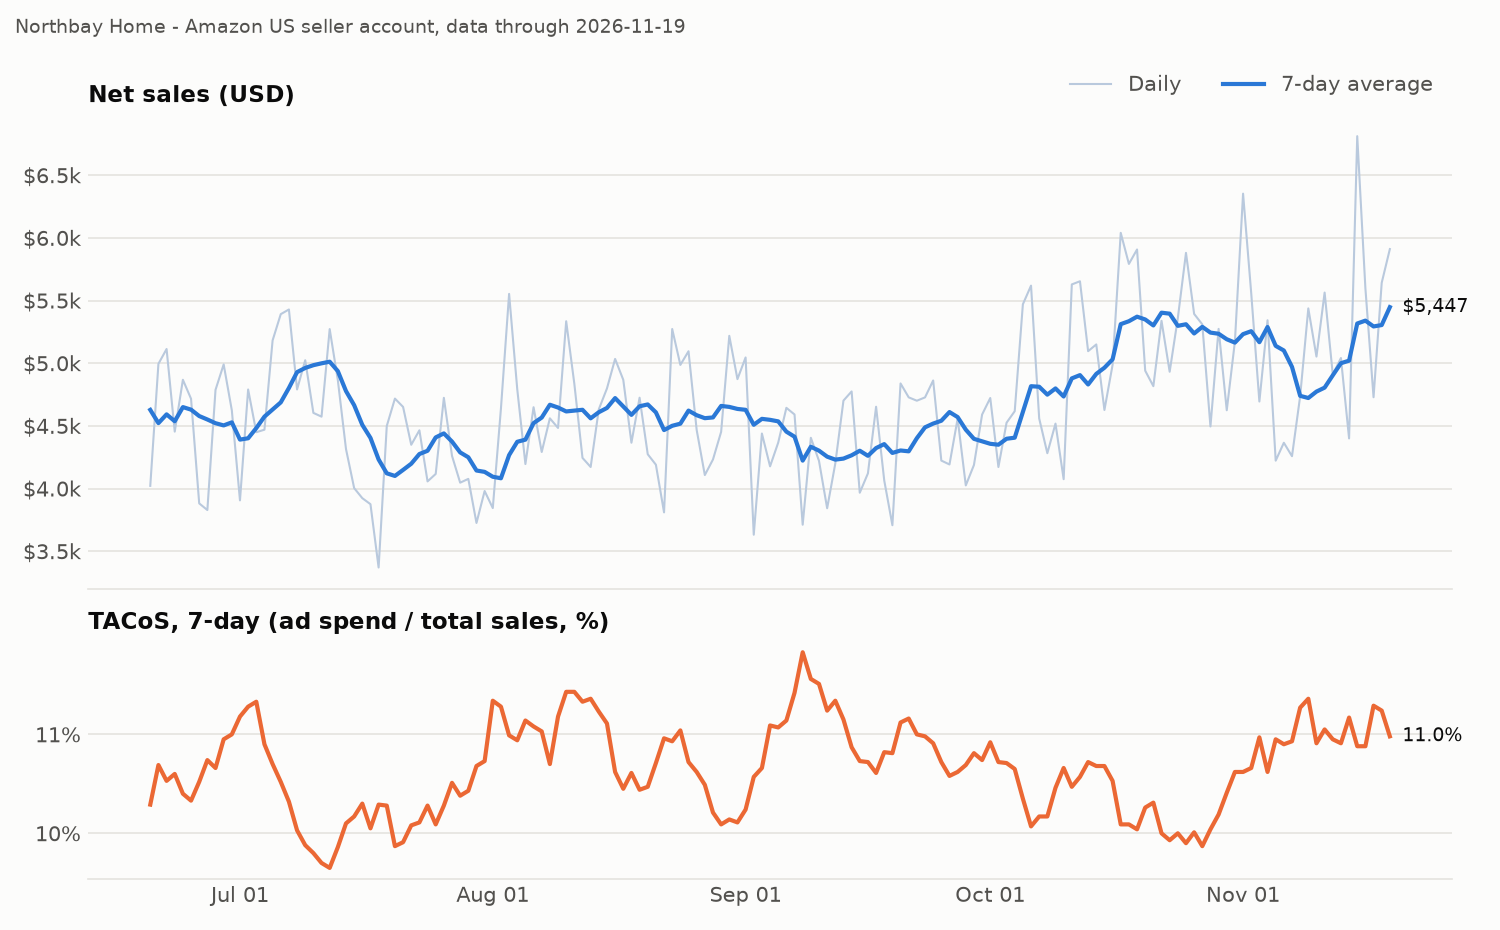 Northbay Home - Amazon US seller account, data through 2026-11-19
Net sales (USD)
Daily
7-day average
$6.5k
$6.0k
$5.5k
$5,447
$5.0k
$4.5k
$4.0k
$3.5k
TACoS, 7-day (ad spend / total sales, %)
11%
11.0%
10%
Jul 01
Aug 01
Sep 01
Oct 01
Nov 01